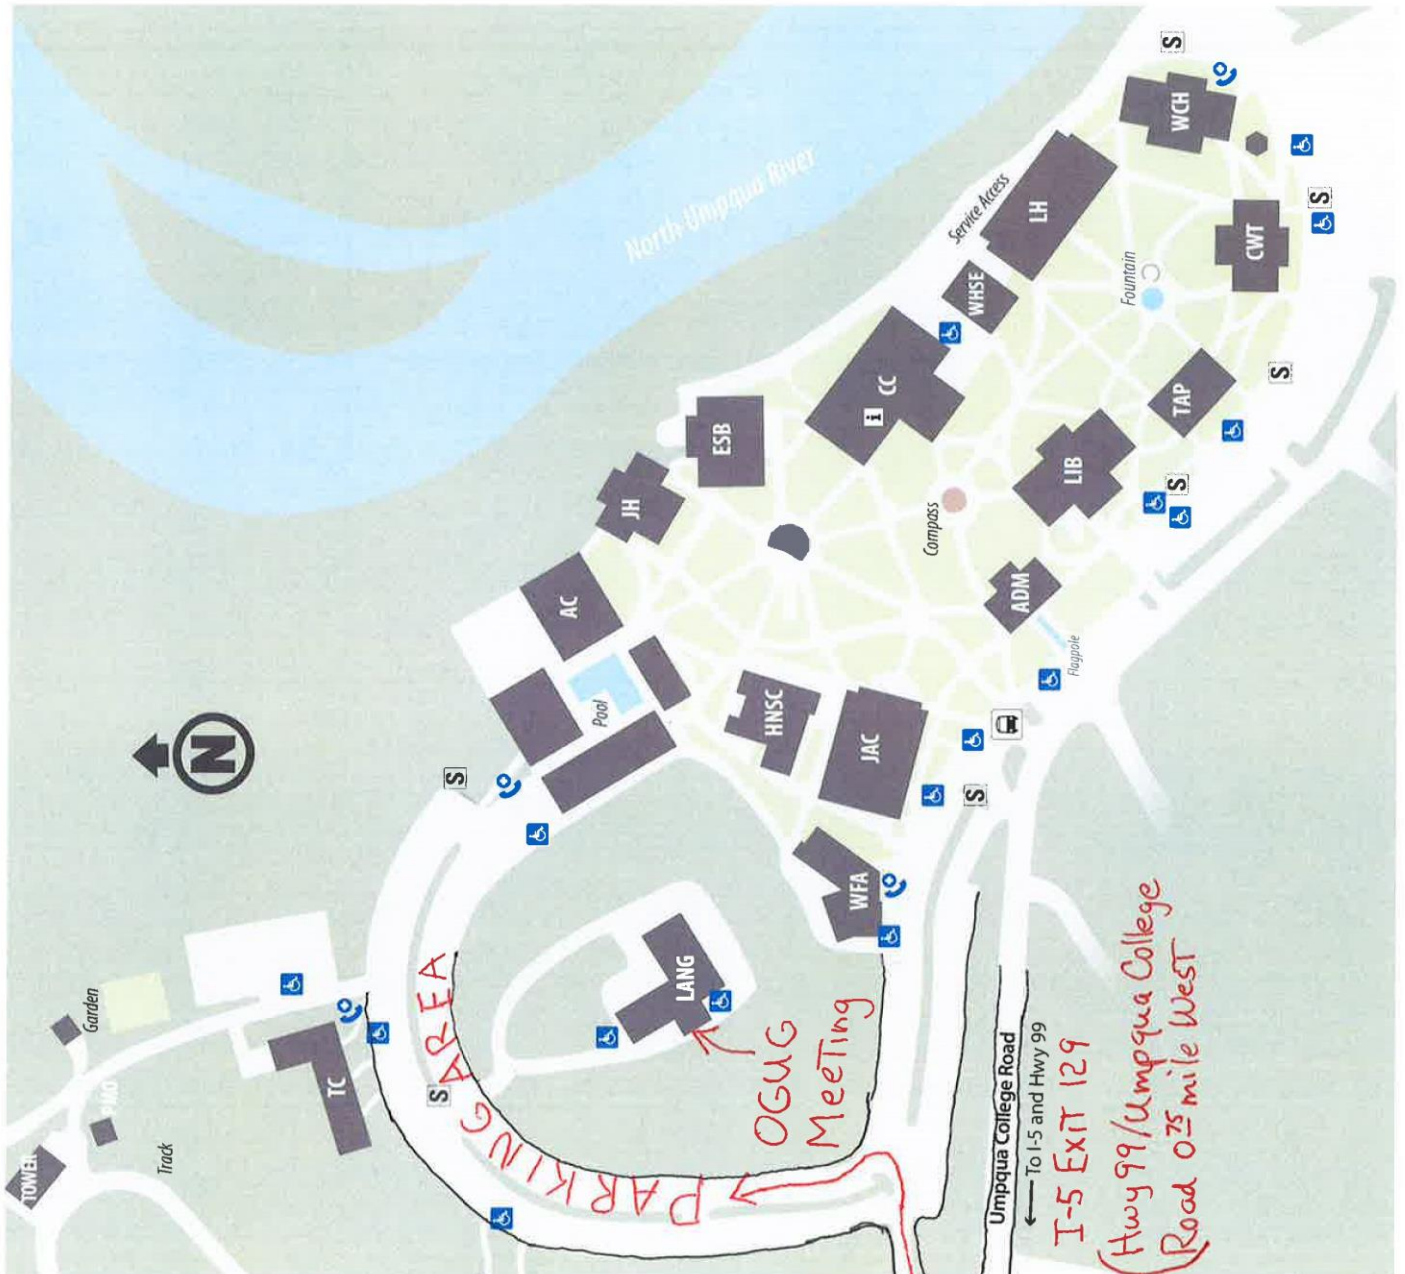 TOWER
Garden
Track
N
TC
S
PARKING AREA
S
Pool
AC
JH
LANG
North Umpqua River
ESB
OGUG
Meeting
HNSC
WFA
JAC
i
CC
Compass
WHSE
Service Access
Umpqua College Road
To I-5 and Hwy 99
S
ADM
Flagpole
LIB
LH
I-5 EXIT 129
(Hwy 99/Umpqua College
Road 0.75 mile West
Fountain
TAP
WCH
S
S
CWT
S
S